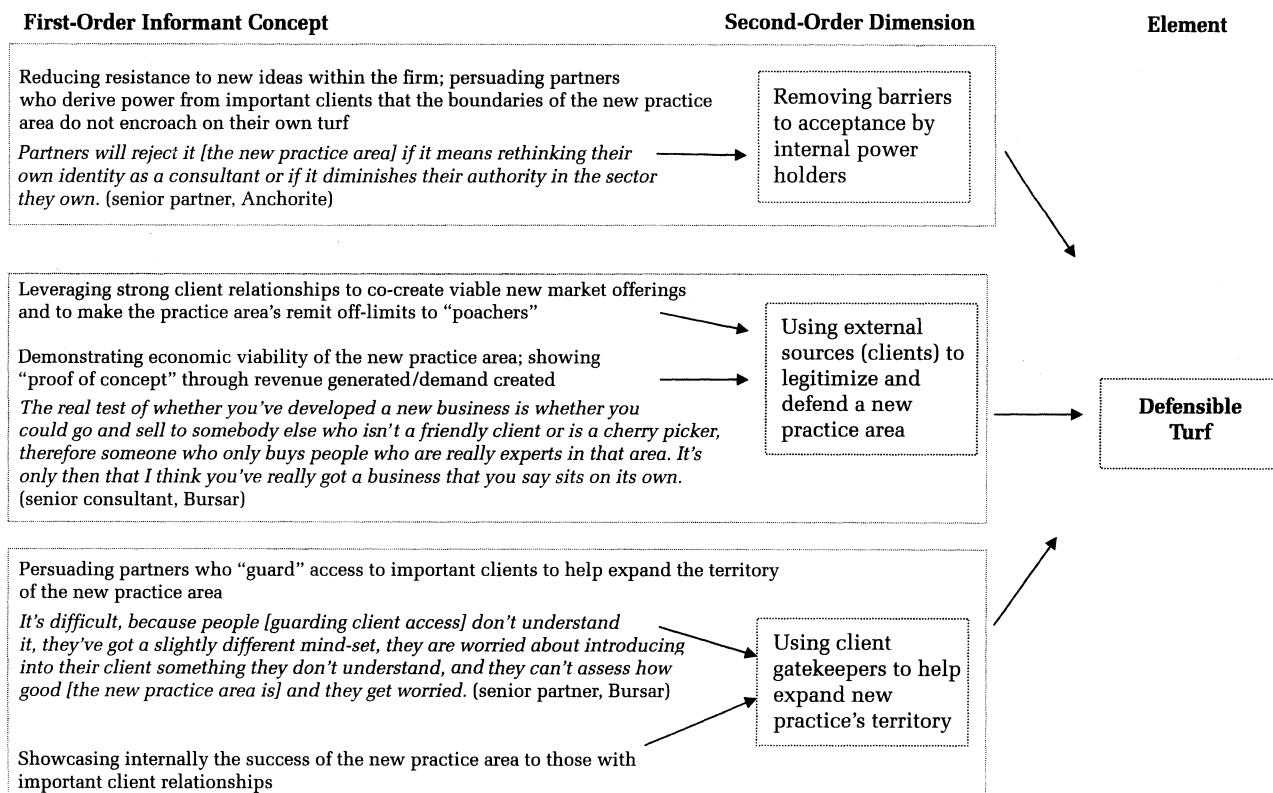 First-Order Informant Concept
Second-Order Dimension
Element
Reducing resistance to new ideas within the firm; persuading partners
who derive power from important clients that the boundaries of the new practice
area do not encroach on their own turf
Partners will reject it [the new practice area] if it means rethinking their
own identity as a consultant or if it diminishes their authority in the sector
they own. (senior partner, Anchorite)
Removing barriers
to acceptance by
internal power
holders
Leveraging strong client relationships to co-create viable new market offerings
and to make the practice area's remit off-limits to "poachers"
Demonstrating economic viability of the new practice area; showing
"proof of concept" through revenue generated/demand created
The real test of whether you've developed a new business is whether you
could go and sell to somebody else who isn't a friendly client or is a cherry picker,
therefore someone who only buys people who are really experts in that area. It's
only then that I think you've really got a business that you say sits on its own.
(senior consultant, Bursar)
Using external
sources (clients) to
legitimize and
defend a new
practice area
Defensible
Turf
Persuading partners who "guard" access to important clients to help expand the territory
of the new practice area
It's difficult, because people [guarding client access] don't understand
it, they've got a slightly different mind-set, they are worried about introducing
into their client something they don't understand, and they can't assess how
good [the new practice area is] and they get worried. (senior partner, Bursar)
Showcasing internally the success of the new practice area to those with
important client relationships
Using client
gatekeepers to help
expand new
practice's territory